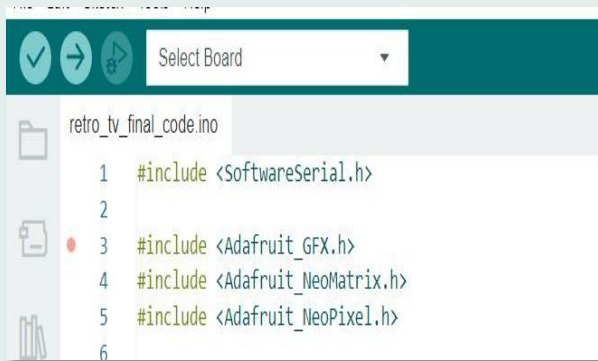 Select Board
retro_tv_final_code.ino
1 #include <SoftwareSerial.h>
2
3 #include <Adafruit_GFX.h>
4 #include <Adafruit_NeoMatrix.h>
5 #include <Adafruit_NeoPixel.h>
6